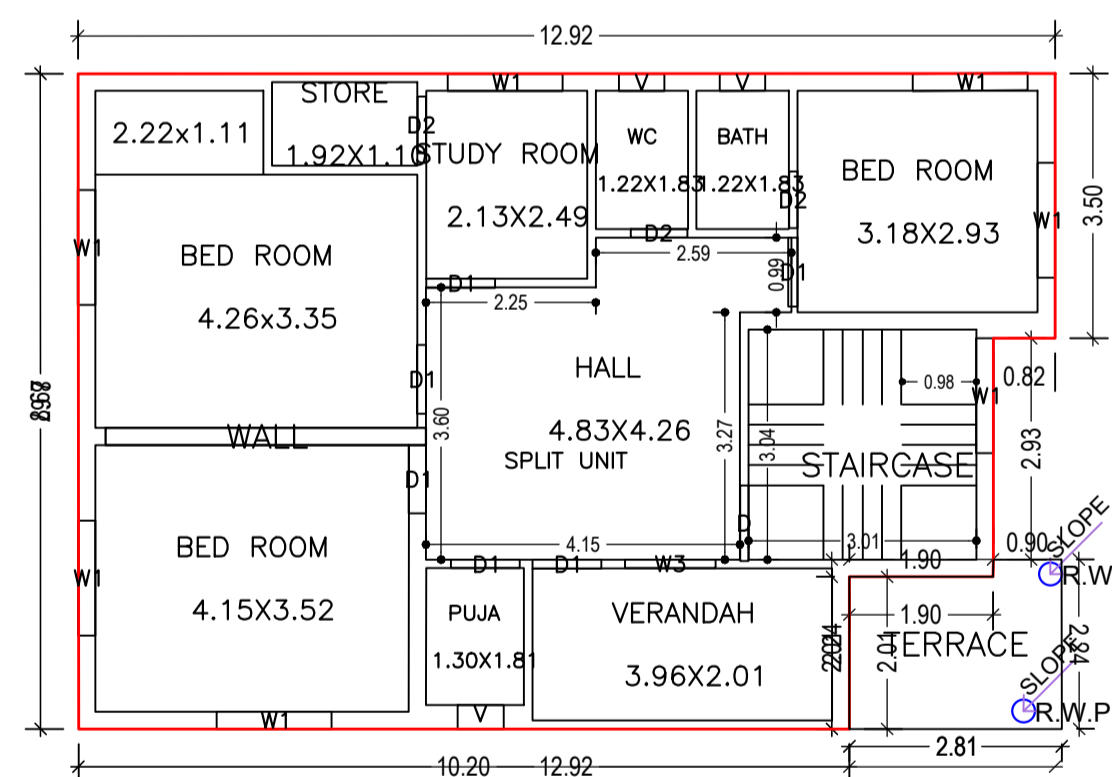 12.92
W1
V
V
W1
STORE
D2
2.22x1.11
1.92X1.10
STUDY ROOM
WC
BATH
BED ROOM
1.22X1.83
1.22X1.83
D2
2.13X2.49
3.18X2.93
W1
3.50
D2
W1
BED ROOM
2.59
0.99
D1
D1
2.25
4.26x3.35
HALL
0.98
0.82
W1
D1
3.60
4.83X4.26
3.27
3.04
2.93
WALL
SPLIT UNIT
STAIRCASE
D1
D
SLOPE
4.15
3.01
0.90
BED ROOM
D1
D1
W3
1.90
R.W
W1
4.15X3.52
PUJA
VERANDAH
1.90
TERRACE
2.01
1.30X1.81
3.96X2.01
SLOPE
W1
V
R.W.P
2.81
10.20
12.92